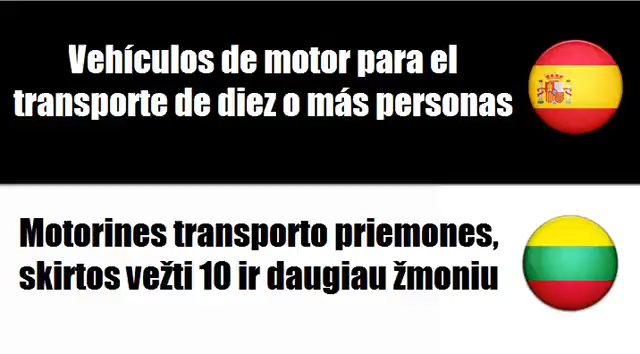 Vehículos de motor para el
transporte de diez o más personas
Motorines transporto priemones,
skirtos vežti 10 ir daugiau žmoniu